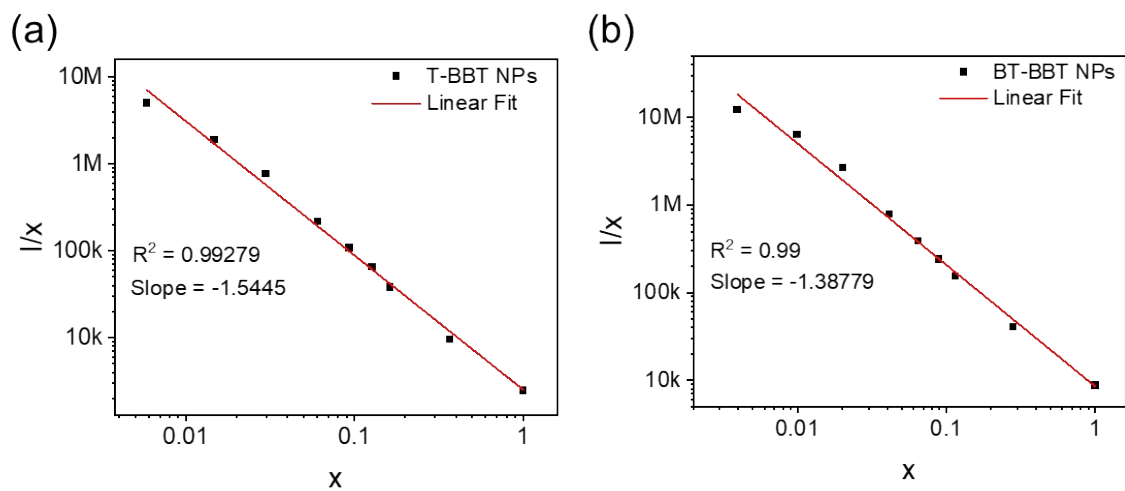 (a)
T-BBT NPs
Linear Fit
10M
1M
100k
10k
I/x
R² = 0.99279
Slope = -1.5445
0.01
0.1
1
x
(b)
BT-BBT NPs
Linear Fit
10M
1M
100k
10k
I/x
R² = 0.99
Slope = -1.38779
0.01
0.1
1
x